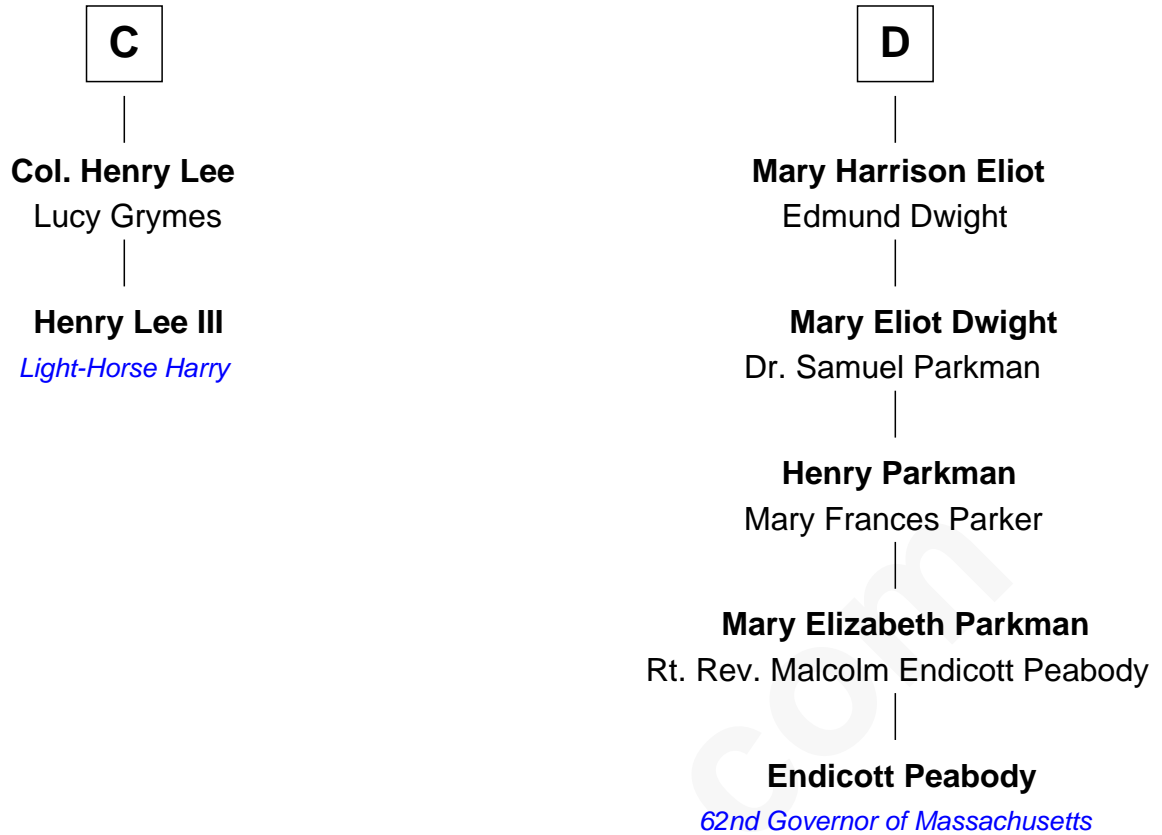 C
Col. Henry Lee
Lucy Grymes
Henry Lee III
Light-Horse Harry
D
Mary Harrison Eliot
Edmund Dwight
Mary Eliot Dwight
Dr. Samuel Parkman
Henry Parkman
Mary Frances Parker
Mary Elizabeth Parkman
Rt. Rev. Malcolm Endicott Peabody
Endicott Peabody
62nd Governor of Massachusetts
com